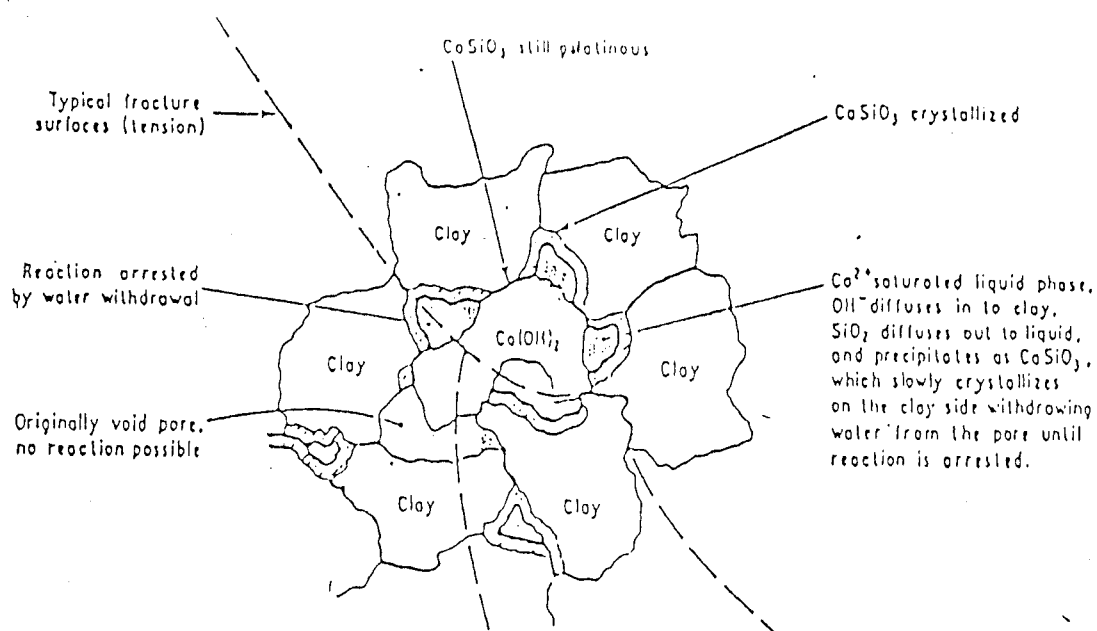 CaSiO₃ still gelatinous
Typical fracture
surfaces (tension)
CaSiO₃ crystallized
Clay
Clay
Reaction arrested
by water withdrawal
Ca²⁺saturated liquid phase.
OH⁻diffuses in to clay.
SiO₂ diffuses out to liquid,
and precipitates as CaSiO₃,
which slowly crystallizes
on the clay side withdrawing
water from the pore until
reaction is arrested.
Ca(OH)₂
Clay
Clay
Originally void pore,
no reaction possible
Clay
Clay